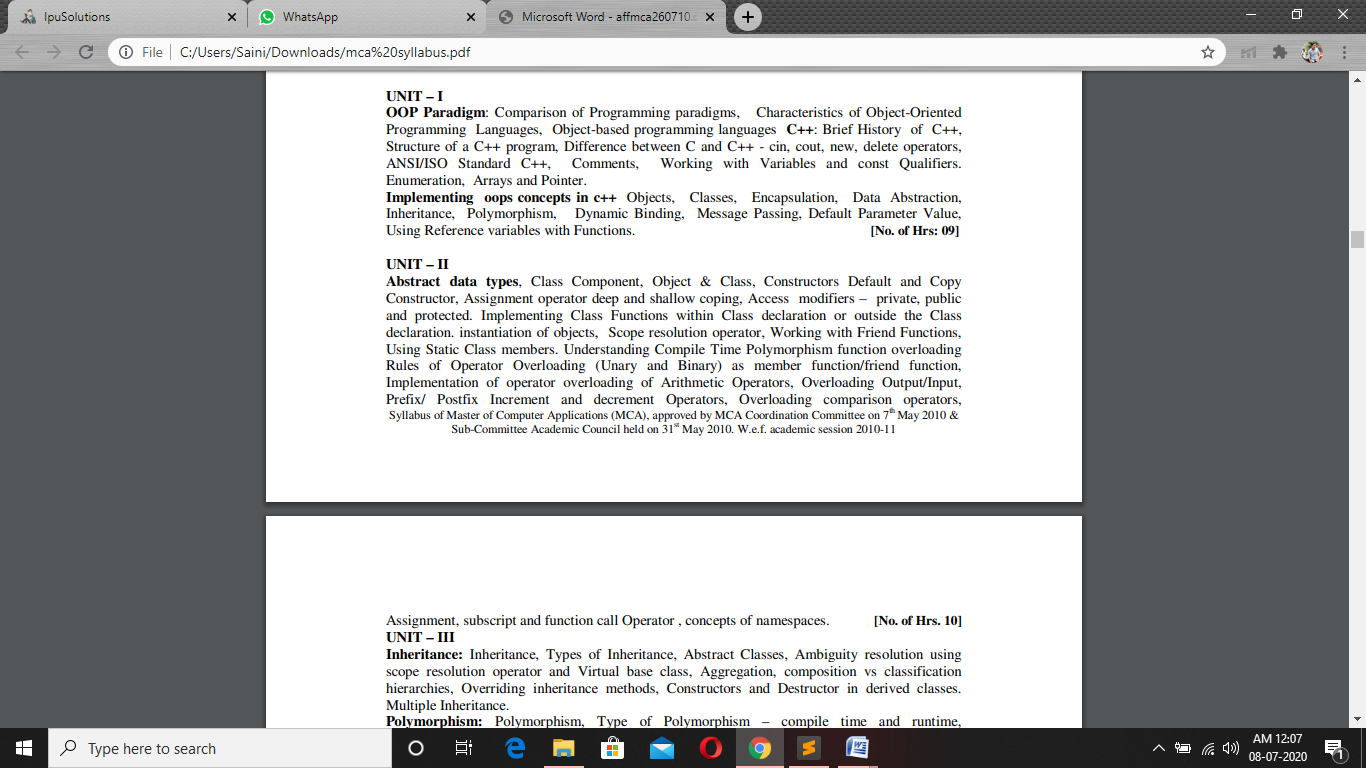 IpuSolutions
WhatsApp
Microsoft Word - affmca260710.
File
C:/Users/Saini/Downloads/mca%20syllabus.pdf
UNIT – I
OOP Paradigm: Comparison of Programming paradigms, Characteristics of Object-Oriented
Programming Languages, Object-based programming languages C++: Brief History of C++,
Structure of a C++ program, Difference between C and C++ - cin, cout, new, delete operators,
ANSI/ISO Standard C++, Comments, Working with Variables and const Qualifiers.
Enumeration, Arrays and Pointer.
Implementing oops concepts in c++ Objects, Classes, Encapsulation, Data Abstraction,
Inheritance, Polymorphism, Dynamic Binding, Message Passing, Default Parameter Value,
Using Reference variables with Functions. [No. of Hrs: 09]
UNIT – II
Abstract data types, Class Component, Object & Class, Constructors Default and Copy
Constructor, Assignment operator deep and shallow coping, Access modifiers – private, public
and protected. Implementing Class Functions within Class declaration or outside the Class
declaration. instantiation of objects, Scope resolution operator, Working with Friend Functions,
Using Static Class members. Understanding Compile Time Polymorphism function overloading
Rules of Operator Overloading (Unary and Binary) as member function/friend function,
Implementation of operator overloading of Arithmetic Operators, Overloading Output/Input,
Prefix/ Postfix Increment and decrement Operators, Overloading comparison operators,
Syllabus of Master of Computer Applications (MCA), approved by MCA Coordination Committee on 7th May 2010 &
Sub-Committee Academic Council held on 31st May 2010. W.e.f. academic session 2010-11
Assignment, subscript and function call Operator , concepts of namespaces. [No. of Hrs. 10]
UNIT – III
Inheritance: Inheritance, Types of Inheritance, Abstract Classes, Ambiguity resolution using
scope resolution operator and Virtual base class, Aggregation, composition vs classification
hierarchies, Overriding inheritance methods, Constructors and Destructor in derived classes.
Multiple Inheritance.
Polymorphism: Polymorphism, Type of Polymorphism – compile time and runtime,
Type here to search
AM 12:07
08-07-2020
1